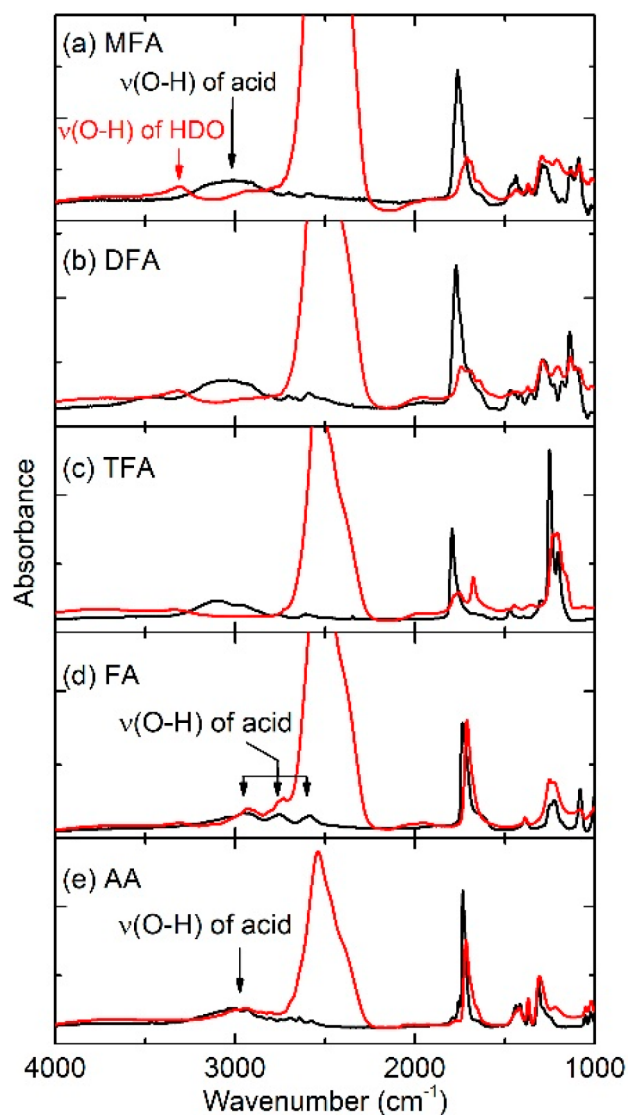 (a) MFA
ν(O-H) of acid
ν(O-H) of HDO
(b) DFA
(c) TFA
(d) FA
ν(O-H) of acid
(e) AA
ν(O-H) of acid
Absorbance
4000 3000 2000 1000
Wavenumber (cm⁻¹)